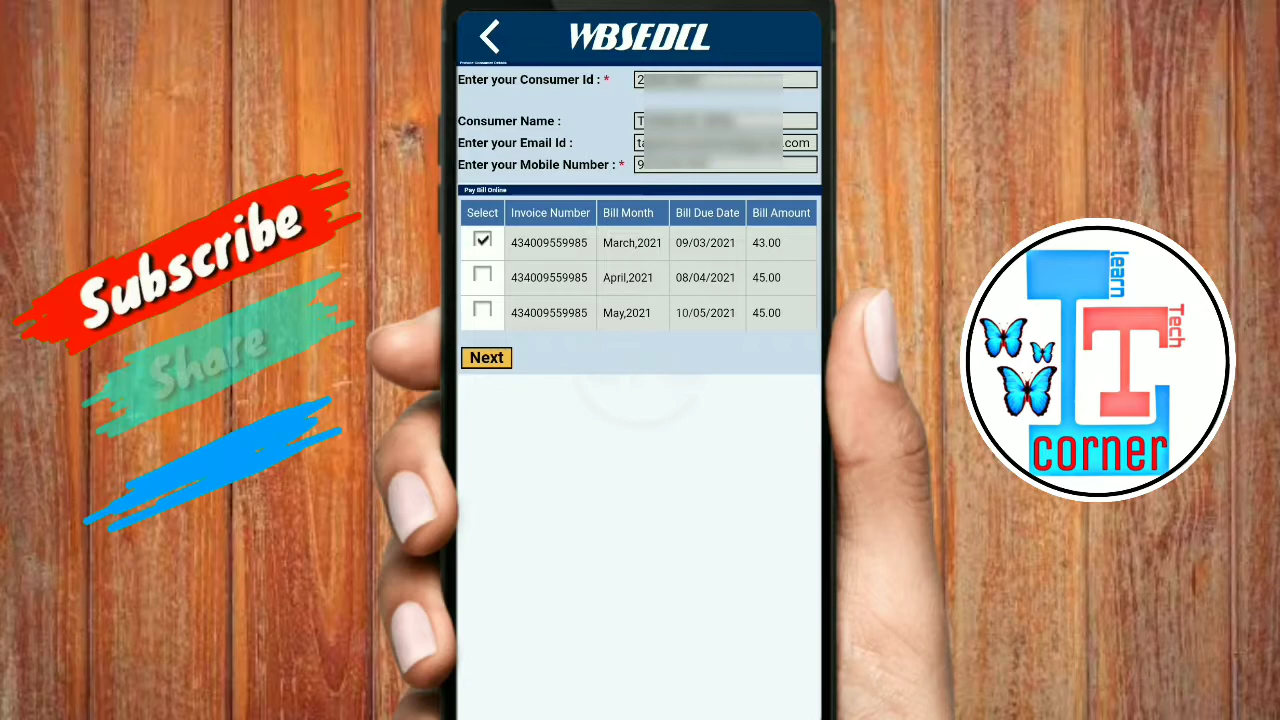 WBSEDCL
Enter your Consumer Id : * 2
Consumer Name : T
Enter your Email Id : ta .com
Enter your Mobile Number : * 9
Pay Bill Online
Select Invoice Number Bill Month Bill Due Date Bill Amount
434009559985 March,2021 09/03/2021 43.00
434009559985 April,2021 08/04/2021 45.00
434009559985 May,2021 10/05/2021 45.00
Next
Subscribe
Share
L
learn
T
Tech
corner